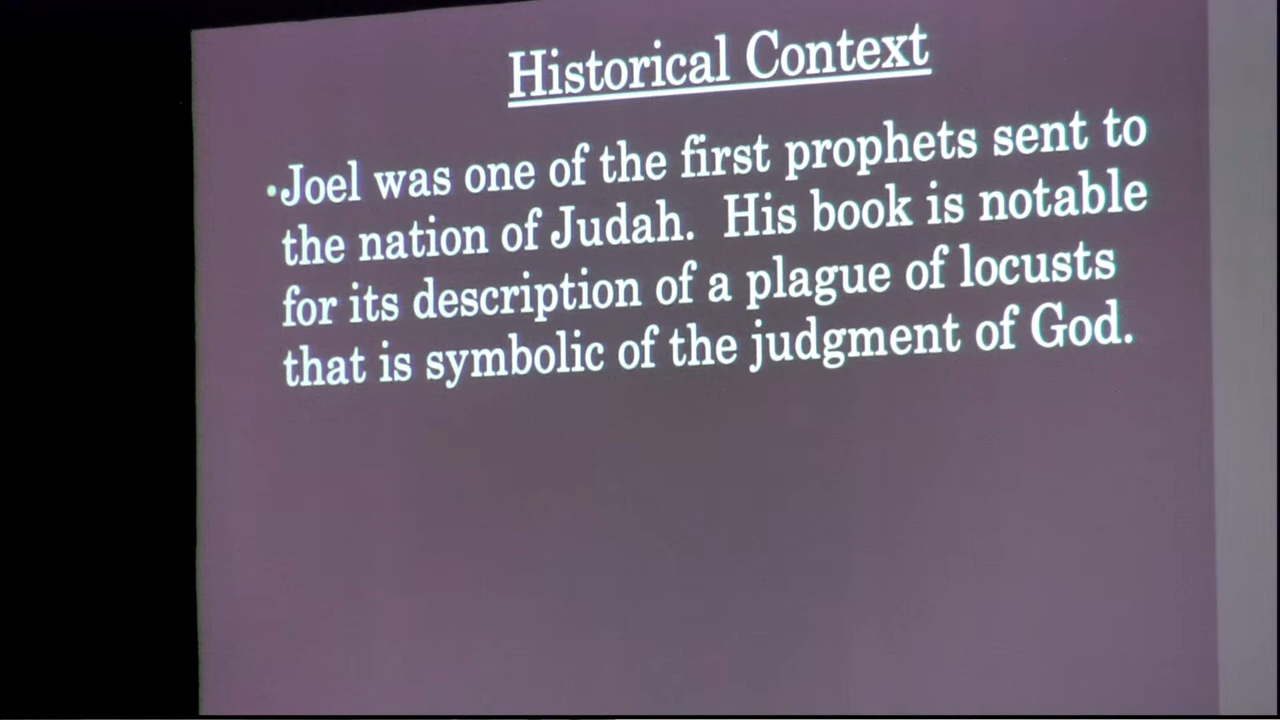 Historical Context
•Joel was one of the first prophets sent to
the nation of Judah.  His book is notable
for its description of a plague of locusts
that is symbolic of the judgment of God.